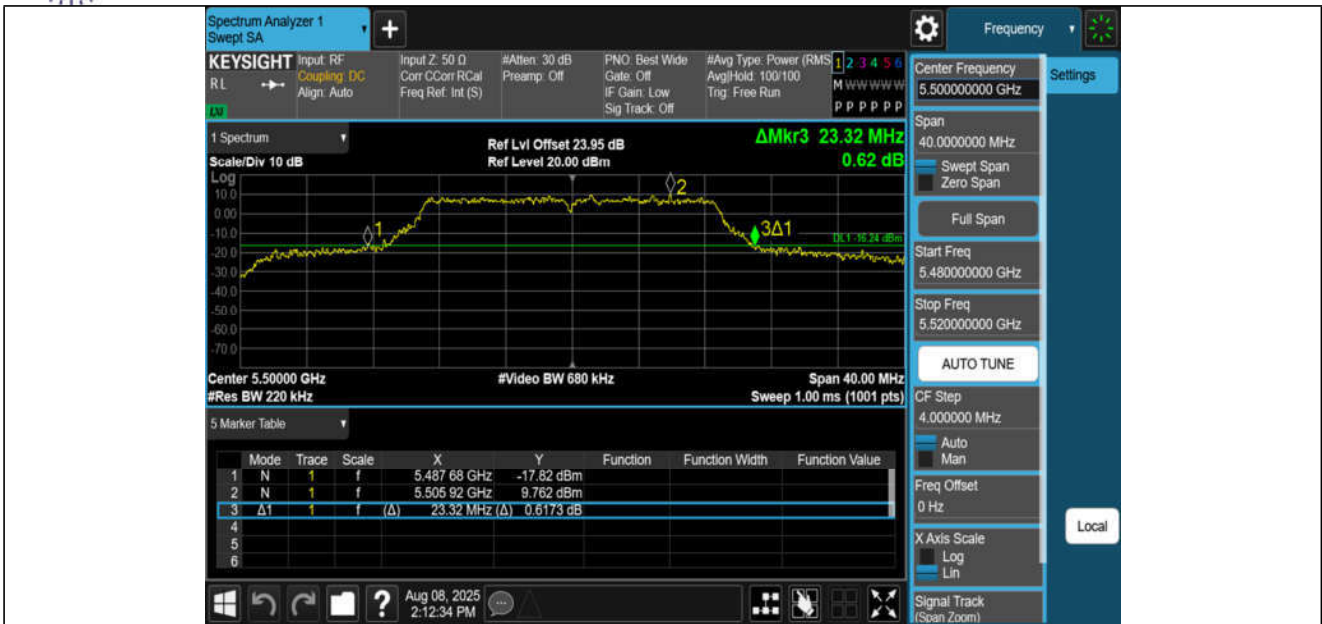 Spectrum Analyzer 1
Swept SA
+
Frequency
KEYSIGHT
RL
LU
Input: RF
Coupling: DC
Align: Auto
Input Z: 50 Ω
Corr CCorr RCal
Freq Ref: Int (S)
#Atten: 30 dB
Preamp: Off
PNO: Best Wide
Gate: Off
IF Gain: Low
Sig Track: Off
#Avg Type: Power (RMS
Avg|Hold: 100/100
Trig: Free Run
1 2 3 4 5 6
M W W W W W
P P P P P P
1 Spectrum
Scale/Div 10 dB
Ref Lvl Offset 23.95 dB
Ref Level 20.00 dBm
ΔMkr3 23.32 MHz
0.62 dB
Log
10.0
0.00
-10.0
-20.0
-30.0
-40.0
-50.0
-60.0
-70.0
1
2
3Δ1
DL1 -16.24 dBm
Center 5.50000 GHz
#Res BW 220 kHz
#Video BW 680 kHz
Span 40.00 MHz
Sweep 1.00 ms (1001 pts)
5 Marker Table
Mode Trace Scale X Y Function Function Width Function Value
1 N 1 f 5.487 68 GHz -17.82 dBm
2 N 1 f 5.505 92 GHz 9.762 dBm
3 Δ1 1 f (Δ) 23.32 MHz (Δ) 0.6173 dB
4
5
6
Aug 08, 2025
2:12:34 PM
?
Center Frequency
5.500000000 GHz
Settings
Span
40.0000000 MHz
Swept Span
Zero Span
Full Span
Start Freq
5.480000000 GHz
Stop Freq
5.520000000 GHz
AUTO TUNE
CF Step
4.000000 MHz
Auto
Man
Freq Offset
0 Hz
X Axis Scale
Log
Lin
Local
Signal Track
(Span Zoom)